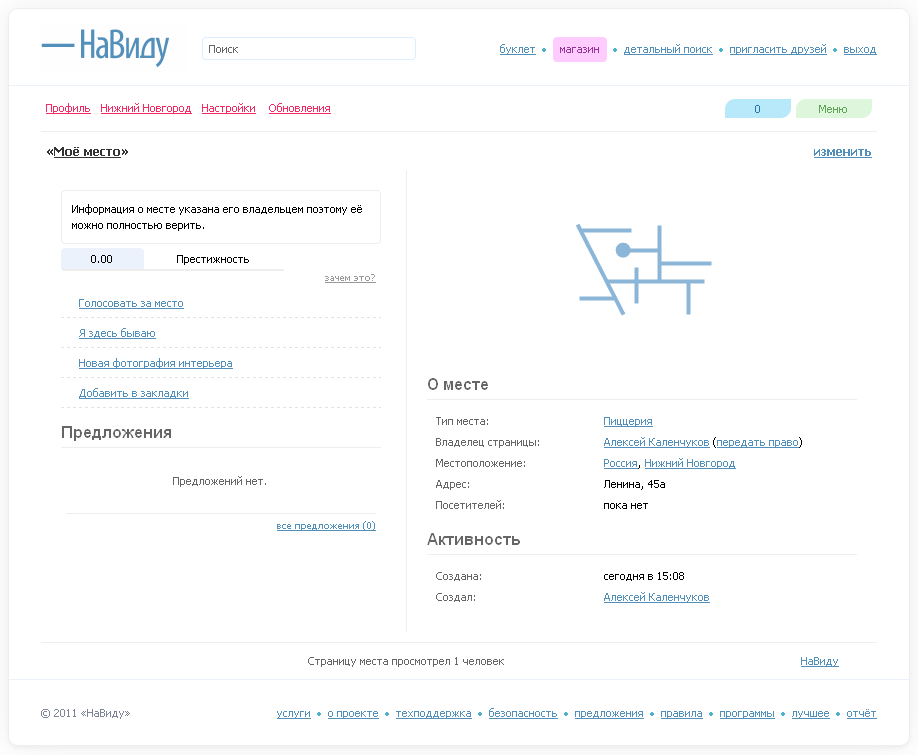 НаВиду
Поиск
буклет • магазин • детальный поиск • пригласить друзей • выход
Профиль Нижний Новгород Настройки Обновления
0 Меню
«Моё место»
изменить
Информация о месте указана его владельцем поэтому её
можно полностью верить.
0.00 Престижность
зачем это?
Голосовать за место
Я здесь бываю
Новая фотография интерьера
Добавить в закладки
Предложения
Предложений нет.
все предложения (0)
О месте
Тип места: Пиццерия
Владелец страницы: Алексей Каленчуков (передать право)
Местоположение: Россия, Нижний Новгород
Адрес: Ленина, 45а
Посетителей: пока нет
Активность
Создана: сегодня в 15:08
Создал: Алексей Каленчуков
Страницу места просмотрел 1 человек
НаВиду
© 2011 «НаВиду»
услуги • о проекте • техподдержка • безопасность • предложения • правила • программы • лучшее • отчёт